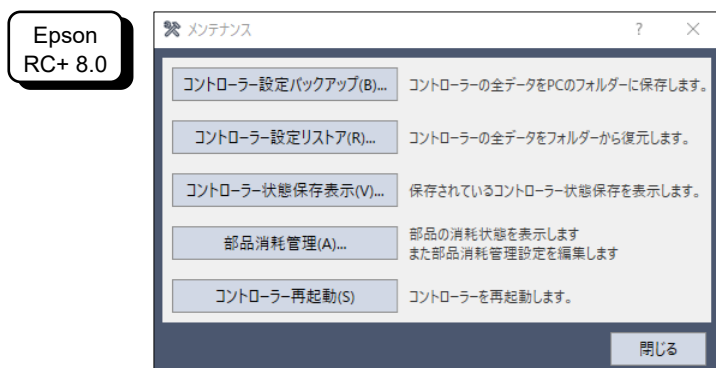 Epson
RC+ 8.0
メンテナンス
?
コントローラー設定バックアップ(B)...
コントローラーの全データをPCのフォルダーに保存します。
コントローラー設定リストア(R)...
コントローラーの全データをフォルダーから復元します。
コントローラー状態保存表示(V)...
保存されているコントローラー状態保存を表示します。
部品消耗管理(A)...
部品の消耗状態を表示します
また部品消耗管理設定を編集します
コントローラー再起動(S)
コントローラーを再起動します。
閉じる